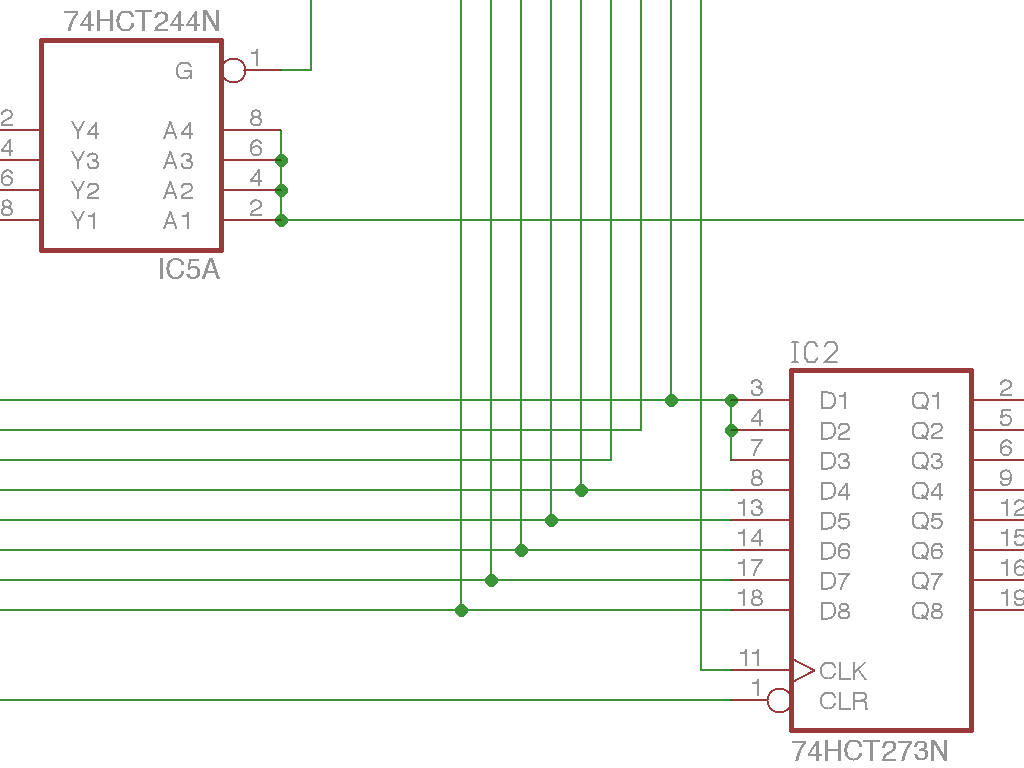 74HCT244N
G 1
2 Y4 A4 8
4 Y3 A3 6
6 Y2 A2 4
8 Y1 A1 2
IC5A
IC2
3 D1 Q1 2
4 D2 Q2 5
7 D3 Q3 6
8 D4 Q4 9
13 D5 Q5 12
14 D6 Q6 15
17 D7 Q7 16
18 D8 Q8 19
11 CLK
1 CLR
74HCT273N